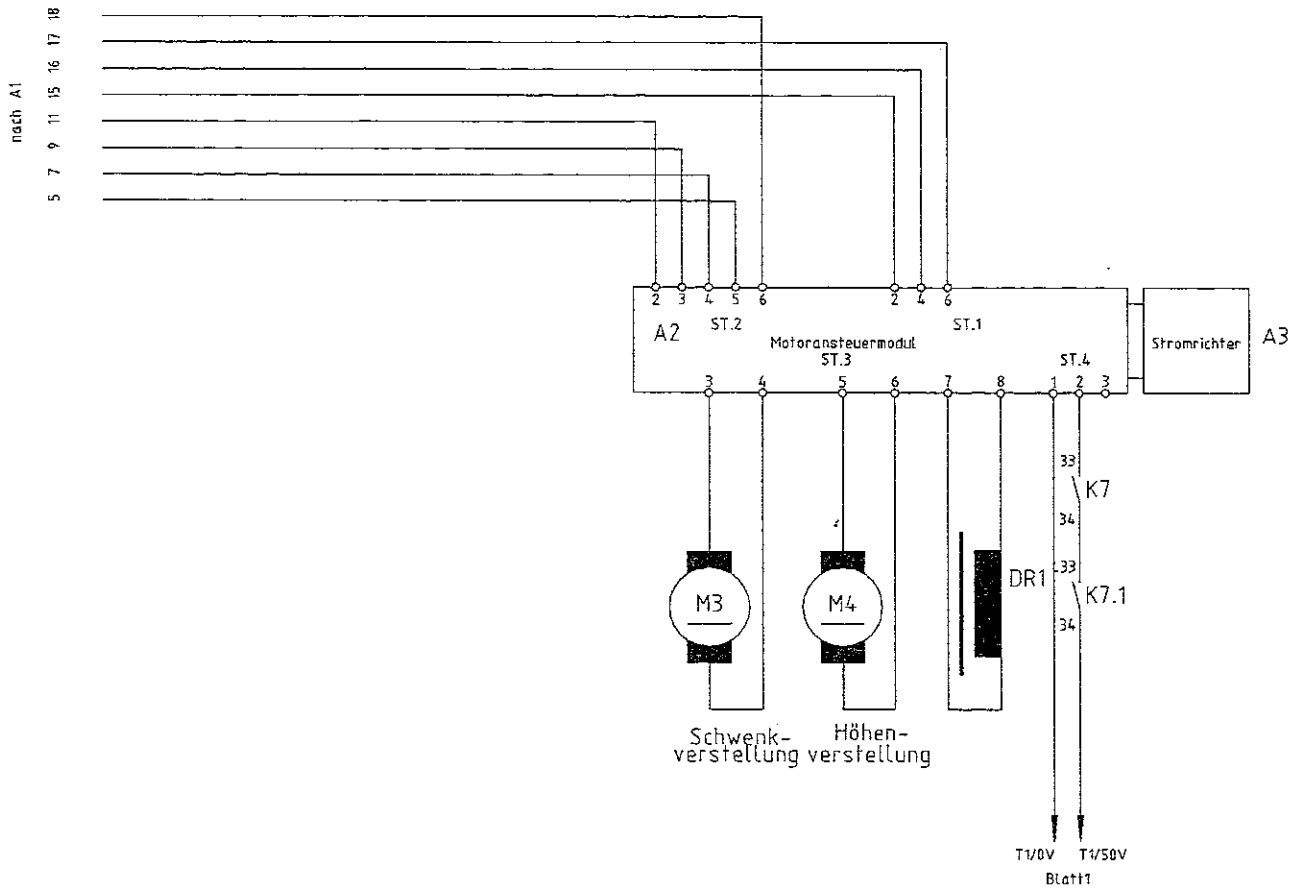 nach A1
18
17
16
15
11
9
7
5
2 3 4 5 6 2 4 6
A2 ST.2 ST.1
Motoransteuermodul
ST.3 ST.4
3 4 5 6 7 8 1 2 3
Stromrichter A3
33
K7
34
33
DR1 K7.1
34
M3 M4
Schwenk-
verstellung
Höhen-
verstellung
T1/0V T1/50V
Blatt1